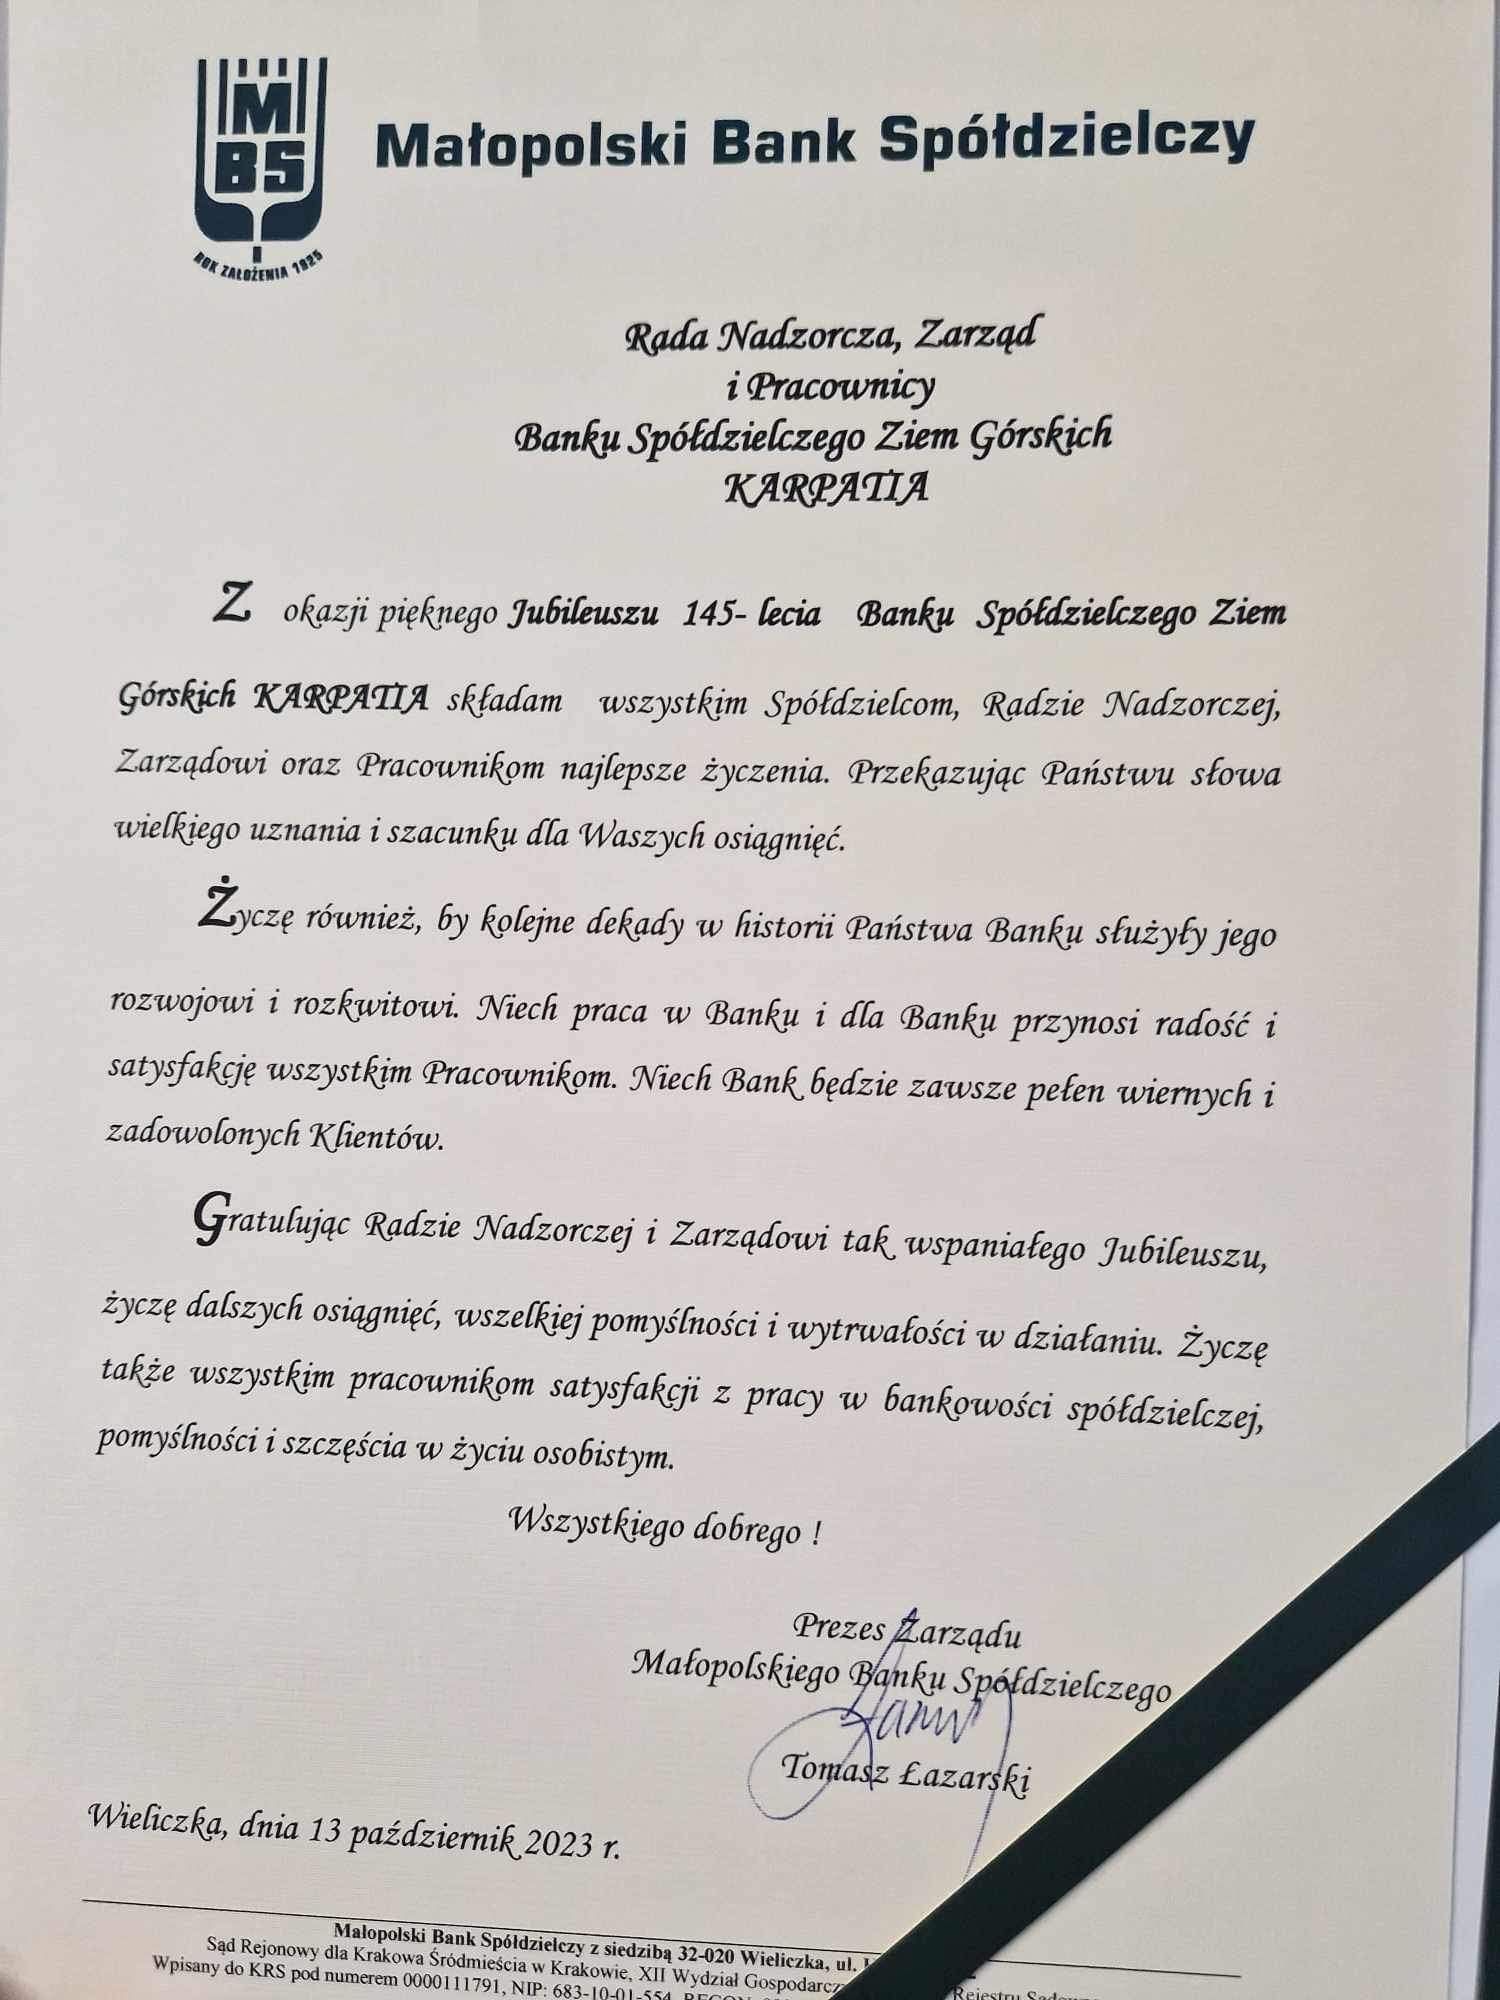 MBS
ROK ZAŁOŻENIA 1925
Małopolski Bank Spółdzielczy
Rada Nadzorcza, Zarząd
i Pracownicy
Banku Spółdzielczego Ziem Górskich
KARPATIA
Z okazji pięknego Jubileuszu 145- lecia Banku Spółdzielczego Ziem
Górskich KARPATIA składam wszystkim Spółdzielcom, Radzie Nadzorczej,
Zarządowi oraz Pracownikom najlepsze życzenia. Przekazując Państwu słowa
wielkiego uznania i szacunku dla Waszych osiągnięć.
Życzę również, by kolejne dekady w historii Państwa Banku służyły jego
rozwojowi i rozkwitowi. Niech praca w Banku i dla Banku przynosi radość i
satysfakcję wszystkim Pracownikom. Niech Bank będzie zawsze pełen wiernych i
zadowolonych Klientów.
Gratulując Radzie Nadzorczej i Zarządowi tak wspaniałego Jubileuszu,
życzę dalszych osiągnięć, wszelkiej pomyślności i wytrwałości w działaniu. Życzę
także wszystkim pracownikom satysfakcji z pracy w bankowości spółdzielczej,
pomyślności i szczęścia w życiu osobistym.
Wszystkiego dobrego !
Prezes Zarządu
Małopolskiego Banku Spółdzielczego
Tomasz Łazarski
Wieliczka, dnia 13 październik 2023 r.
Małopolski Bank Spółdzielczy z siedzibą 32-020 Wieliczka, ul.
Sąd Rejonowy dla Krakowa Śródmieścia w Krakowie, XII Wydział Gospodarcz Rejestru
Wpisany do KRS pod numerem 0000111791, NIP: 683-10-01-554,